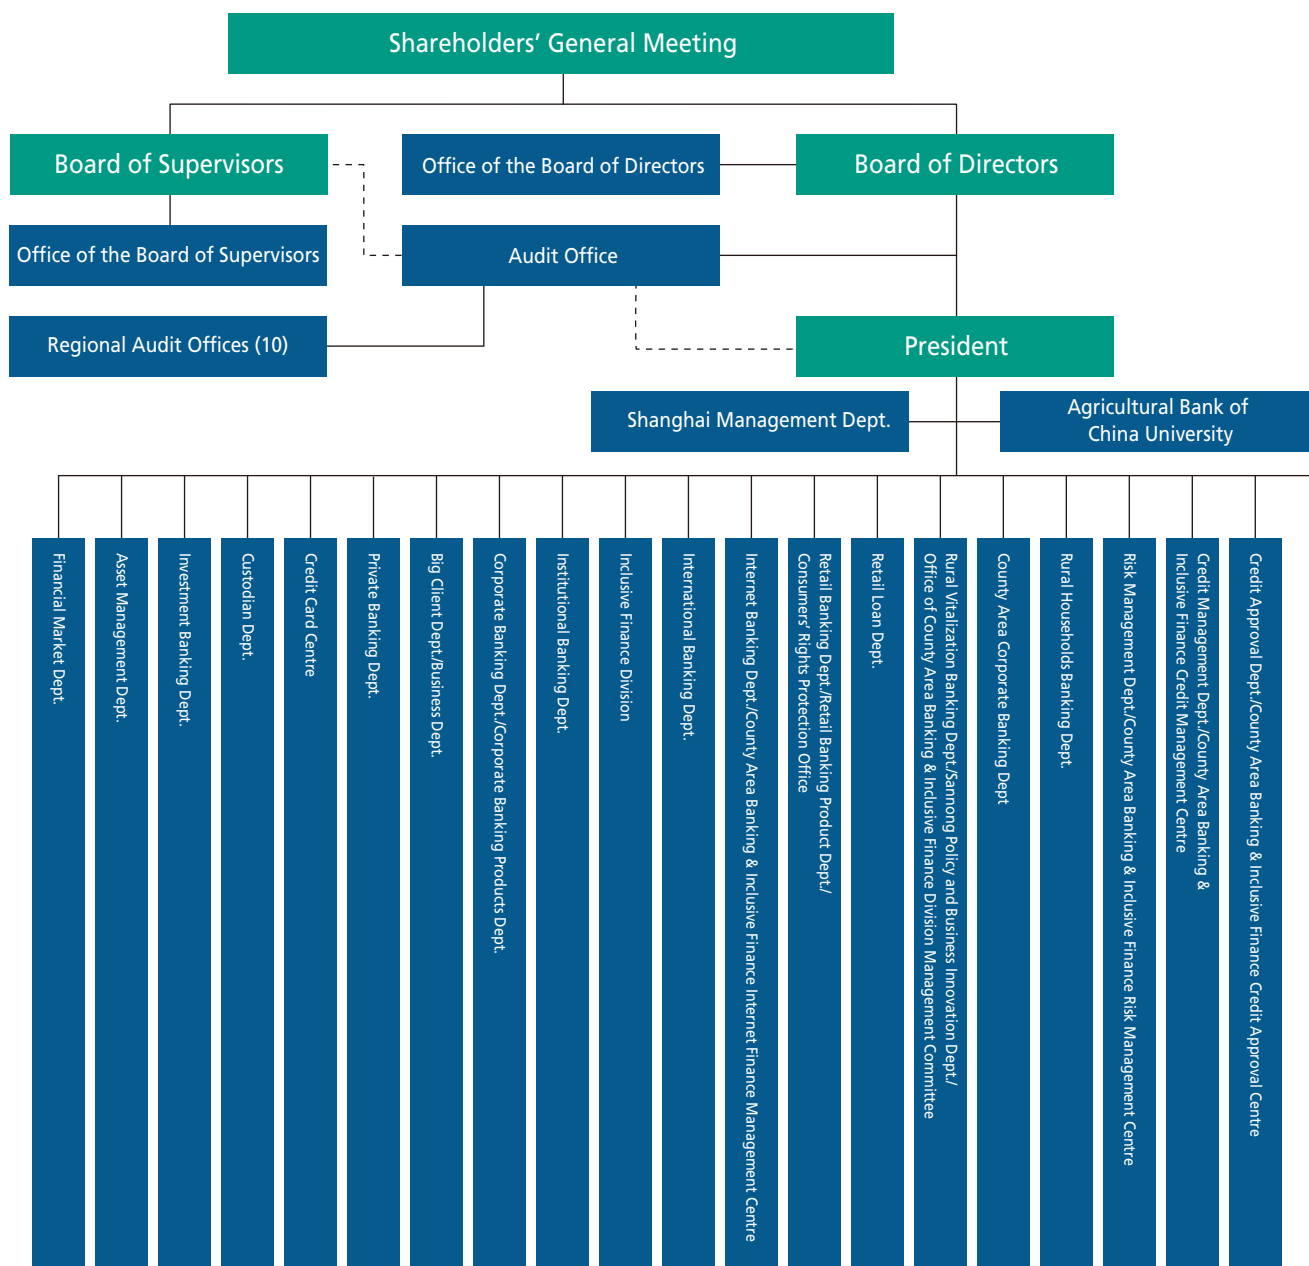 Shareholders’ General Meeting
Board of Supervisors
Office of the Board of Directors
Board of Directors
Office of the Board of Supervisors
Audit Office
Regional Audit Offices (10)
President
Shanghai Management Dept.
Agricultural Bank of
China University
Financial Market Dept.
Asset Management Dept.
Investment Banking Dept.
Custodian Dept.
Credit Card Centre
Private Banking Dept.
Big Client Dept./Business Dept.
Corporate Banking Dept./Corporate Banking Products Dept.
Institutional Banking Dept.
Inclusive Finance Division
International Banking Dept.
Internet Banking Dept./County Area Banking & Inclusive Finance Internet Finance Management Centre
Retail Banking Dept./Retail Banking Product Dept./
Consumers’ Rights Protection Office
Retail Loan Dept.
Rural Vitalization Banking Dept./Sannong Policy and Business Innovation Dept./
Office of County Area Banking & Inclusive Finance Division Management Committee
County Area Corporate Banking Dept
Rural Households Banking Dept.
Risk Management Dept./County Area Banking & Inclusive Finance Risk Management Centre
Credit Management Dept./County Area Banking &
Inclusive Finance Credit Management Centre
Credit Approval Dept./County Area Banking & Inclusive Finance Credit Approval Centre